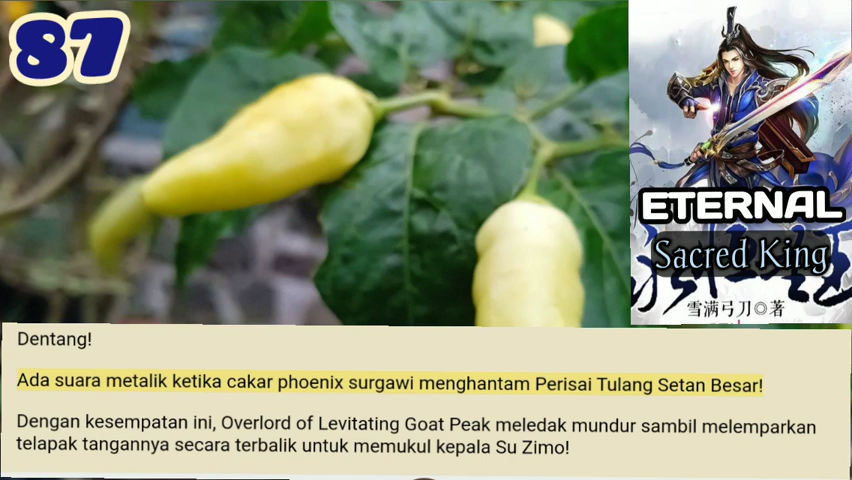 87
ETERNAL
Sacred King
雪满弓刀◎著
Dentang!
Ada suara metalik ketika cakar phoenix surgawi menghantam Perisai Tulang Setan Besar!
Dengan kesempatan ini, Overlord of Levitating Goat Peak meledak mundur sambil melemparkan
telapak tangannya secara terbalik untuk memukul kepala Su Zimo!